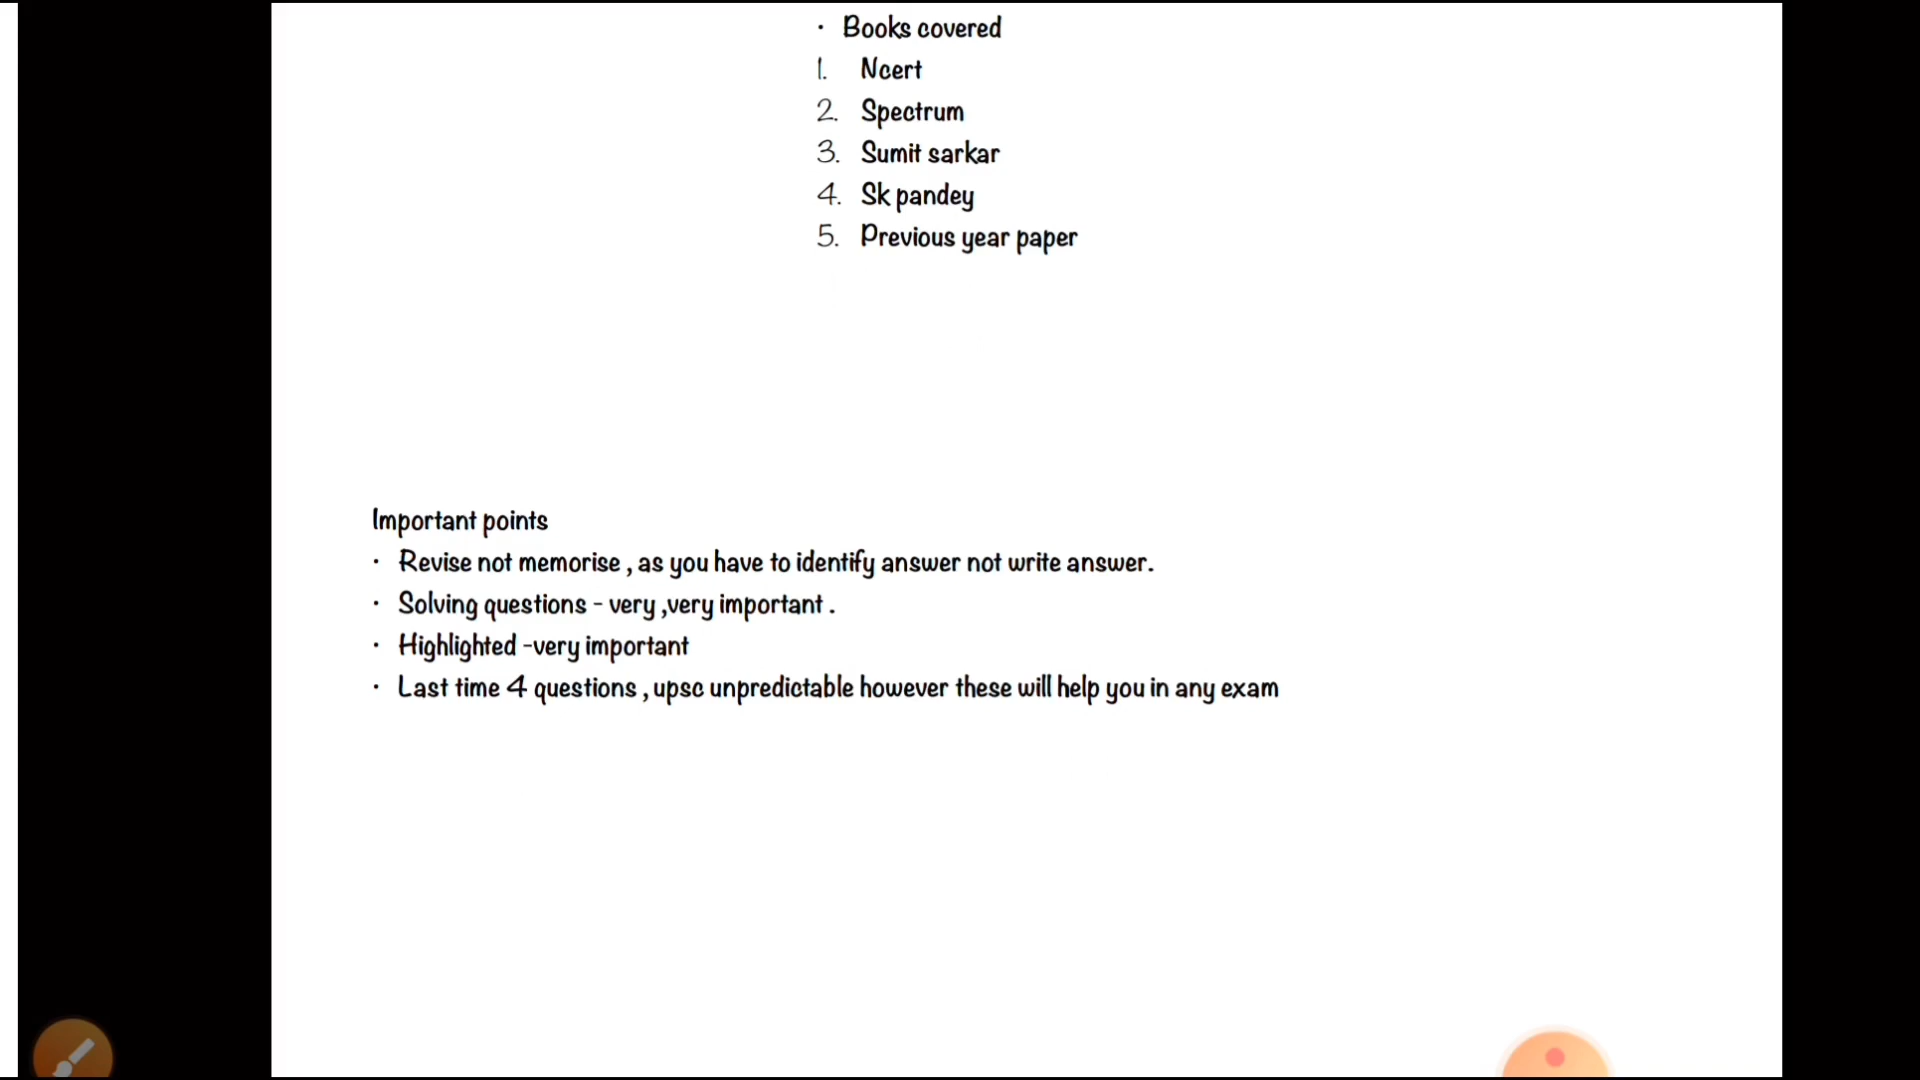 · Books covered
1. Ncert
2. Spectrum
3. Sumit sarkar
4. Sk pandey
5. Previous year paper
Important points
· Revise not memorise , as you have to identify answer not write answer.
· Solving questions - very ,very important .
· Highlighted -very important
· Last time 4 questions , upsc unpredictable however these will help you in any exam